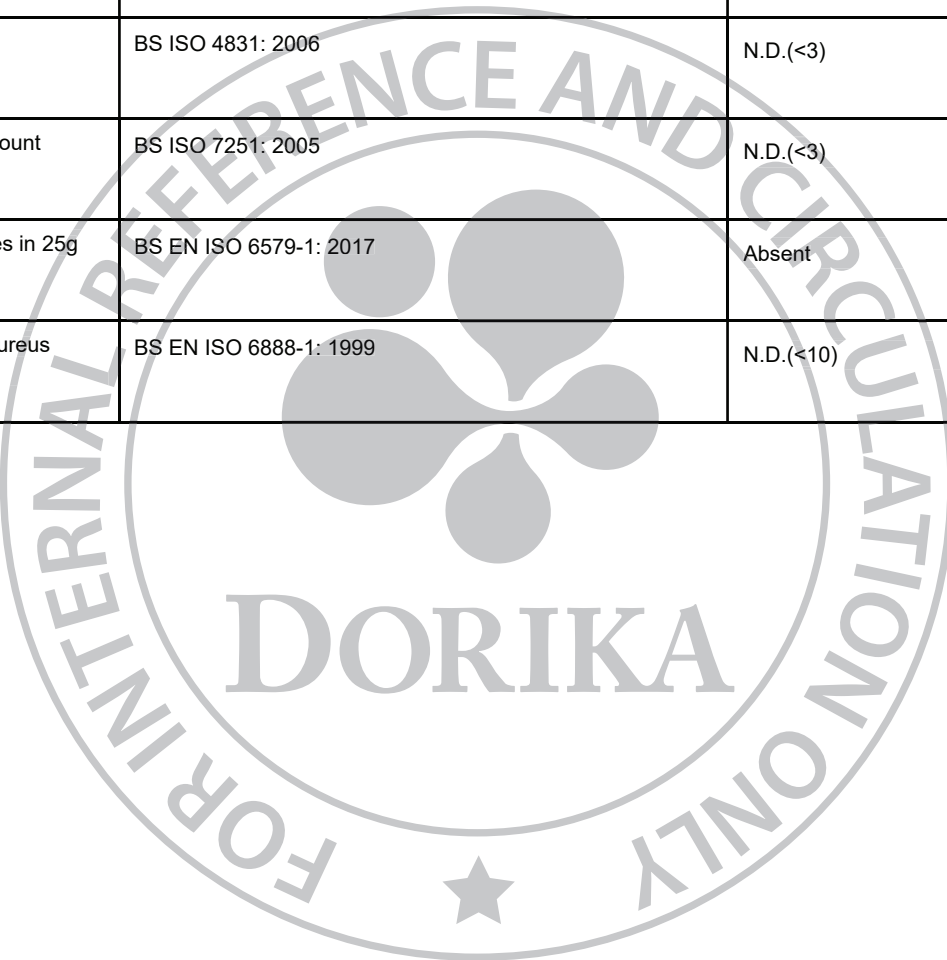 BS ISO 4831: 2006
N.D.(<3)
ount
BS ISO 7251: 2005
N.D.(<3)
es in 25g
BS EN ISO 6579-1: 2017
Absent
ureus
BS EN ISO 6888-1: 1999
N.D.(<10)
FOR INTERNAL REFERENCE AND CIRCULATION ONLY
DORIKA